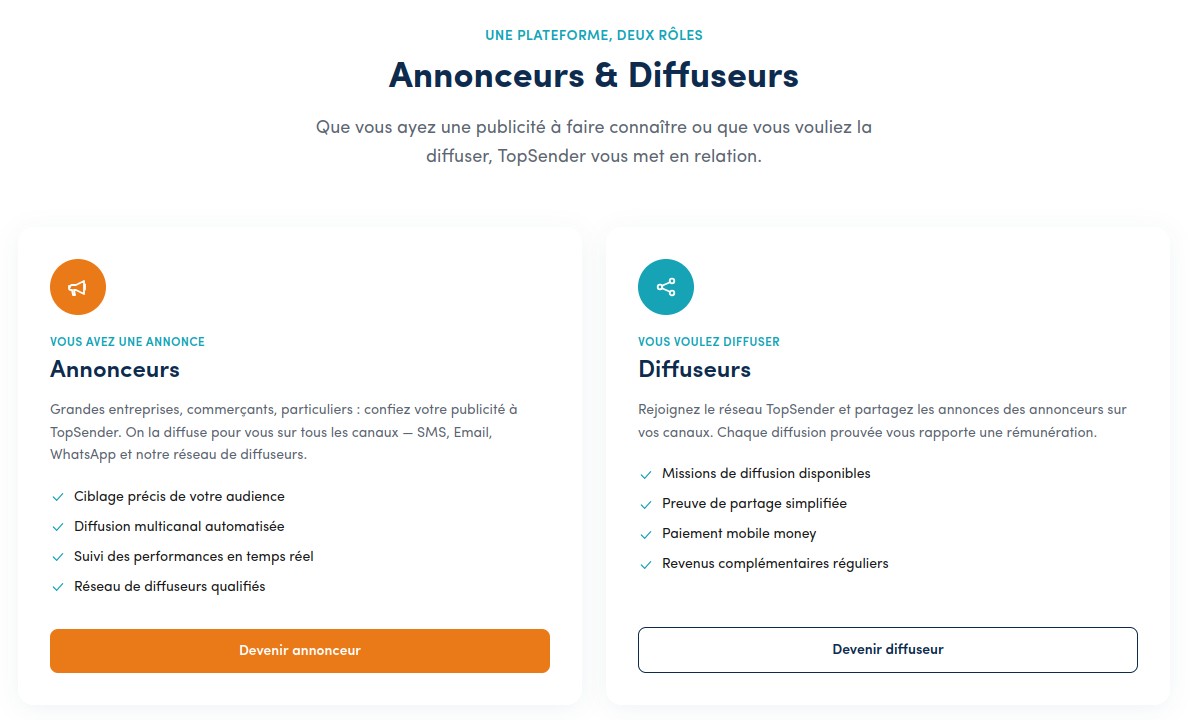 UNE PLATEFORME, DEUX RÔLES
Annonceurs & Diffuseurs
Que vous ayez une publicité à faire connaître ou que vous vouliez la
diffuser, TopSender vous met en relation.
VOUS AVEZ UNE ANNONCE
Annonceurs
Grandes entreprises, commerçants, particuliers : confiez votre publicité à
TopSender. On la diffuse pour vous sur tous les canaux — SMS, Email,
WhatsApp et notre réseau de diffuseurs.
Ciblage précis de votre audience
Diffusion multicanal automatisée
Suivi des performances en temps réel
Réseau de diffuseurs qualifiés
Devenir annonceur
VOUS VOULEZ DIFFUSER
Diffuseurs
Rejoignez le réseau TopSender et partagez les annonces des annonceurs sur
vos canaux. Chaque diffusion prouvée vous rapporte une rémunération.
Missions de diffusion disponibles
Preuve de partage simplifiée
Paiement mobile money
Revenus complémentaires réguliers
Devenir diffuseur